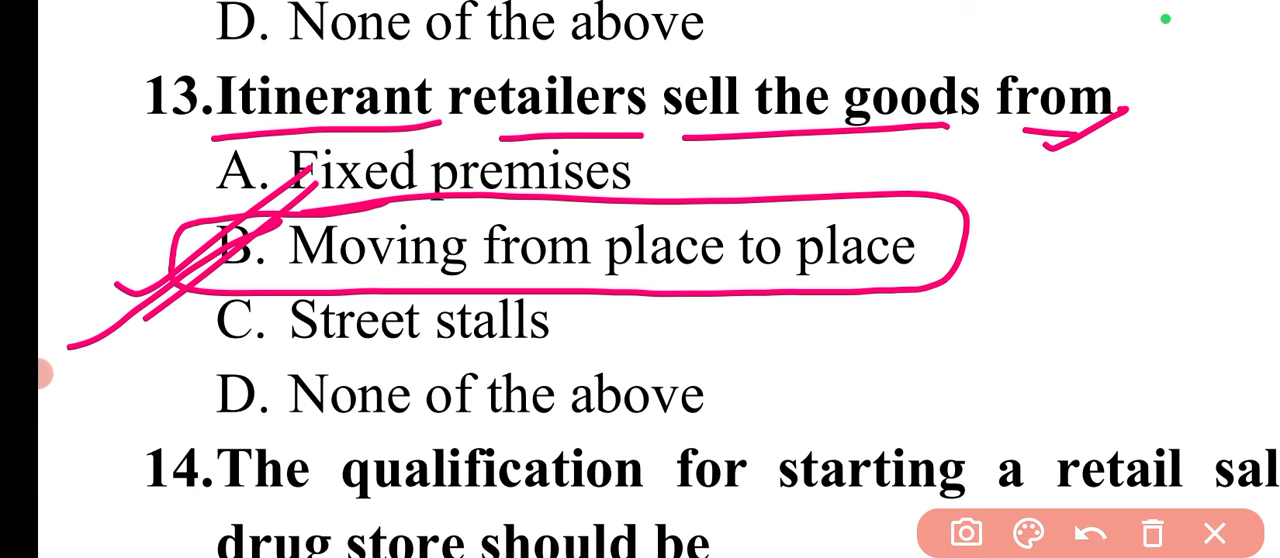 D. None of the above
13.Itinerant retailers sell the goods from.
A. Fixed premises
B. Moving from place to place
C. Street stalls
D. None of the above
14.The qualification for starting a retail sal
drug store should be